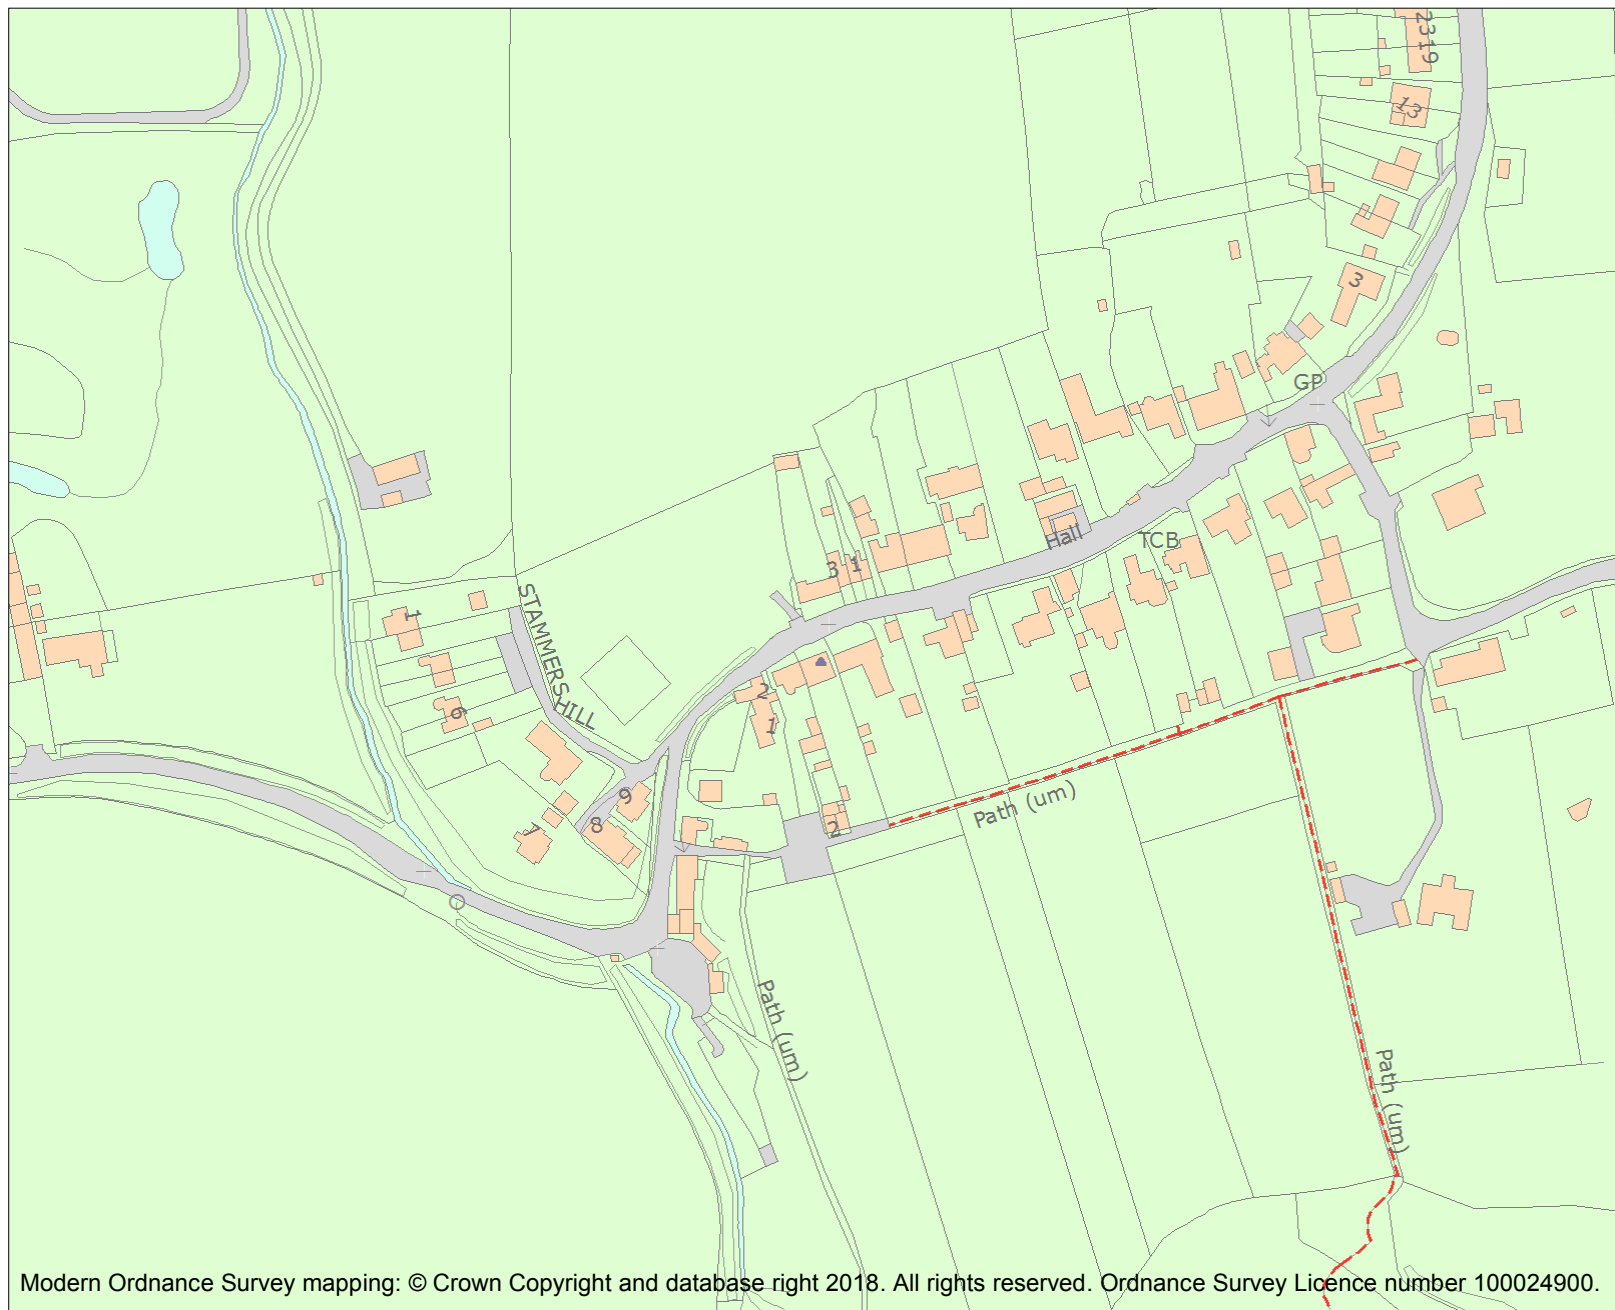 2319
13
3
GP
Hall
TCB
3 1
STAMMERS HILL
1
6
2
1
9
8
7
2
Path (um)
Path (um)
Path (um)
Modern Ordnance Survey mapping: © Crown Copyright and database right 2018. All rights reserved. Ordnance Survey Licence number 100024900.